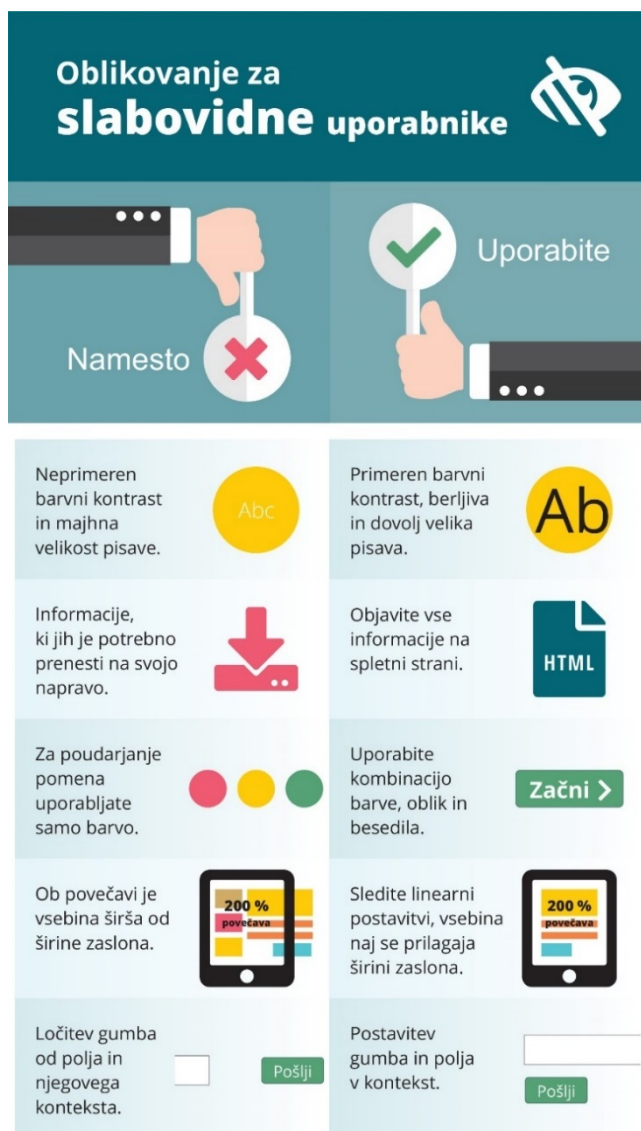 Oblikovanje za
slabovidne uporabnike
Namesto
Uporabite
Neprimeren
barvni kontrast
in majhna
velikost pisave.
Abc
Primeren barvni
kontrast, berljiva
in dovolj velika
pisava.
Ab
Informacije,
ki jih je potrebno
prenesti na svojo
napravo.
Objavite vse
informacije na
spletni strani.
HTML
Za poudarjanje
pomena
uporabljate
samo barvo.
Uporabite
kombinacijo
barve, oblik in
besedila.
Začni
Ob povečavi je
vsebina širša od
širine zaslona.
200 %
povečava
Sledite linearni
postavitvi, vsebina
naj se prilagaja
širini zaslona.
200 %
povečava
Ločitev gumba
od polja in
njegovega
konteksta.
Pošlji
Postavitev
gumba in polja
v kontekst.
Pošlji